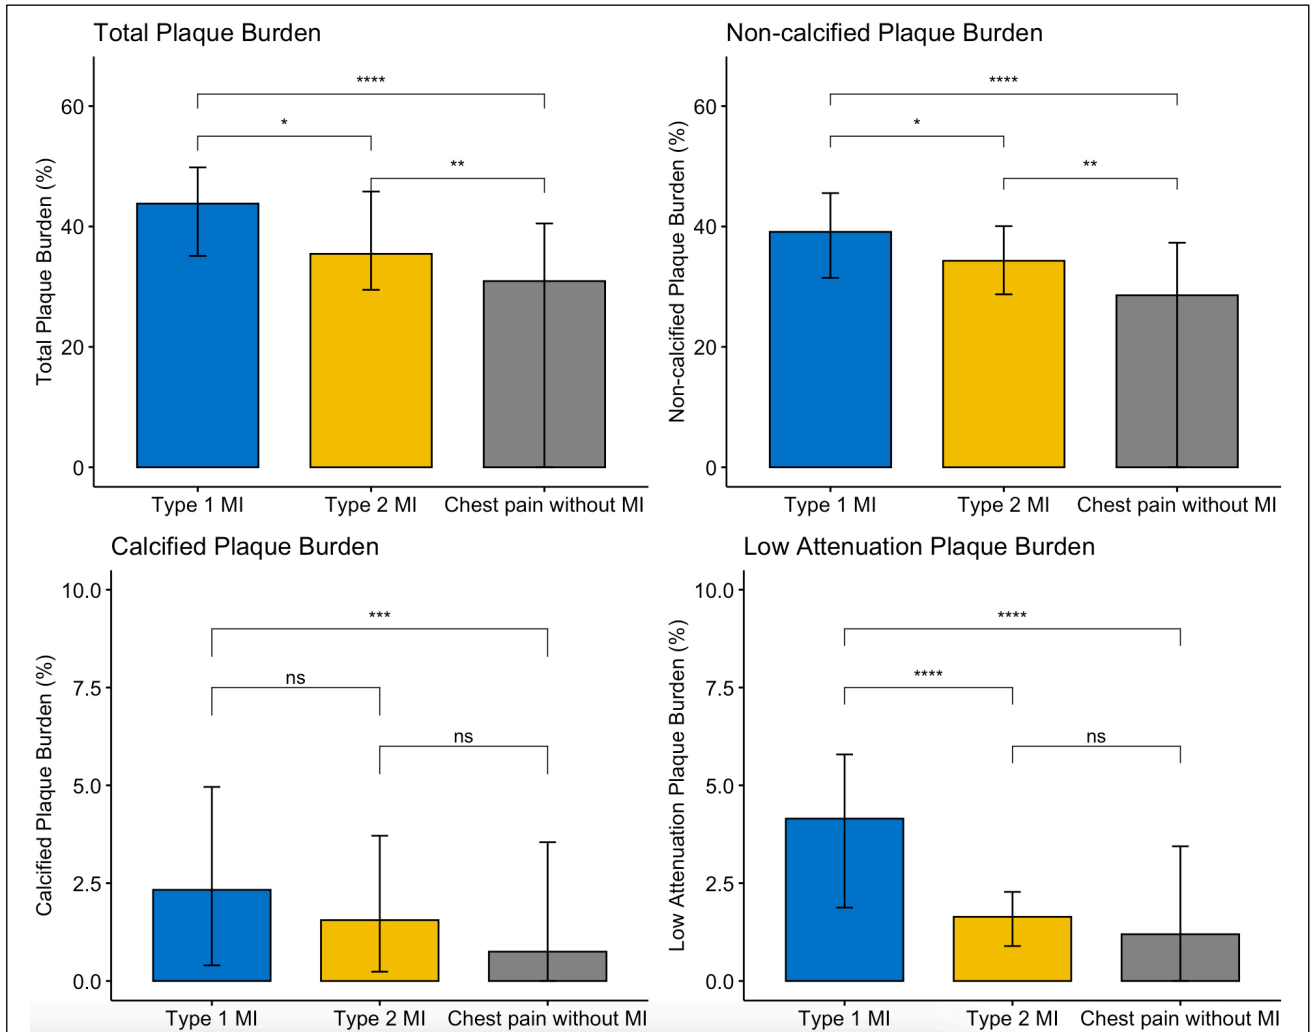 Total Plaque Burden
Total Plaque Burden (%)
60
40
20
0
****
*
**
Type 1 MI
Type 2 MI
Chest pain without MI
Non-calcified Plaque Burden
Non-calcified Plaque Burden (%)
60
40
20
0
****
*
**
Type 1 MI
Type 2 MI
Chest pain without MI
Calcified Plaque Burden
Calcified Plaque Burden (%)
10.0
7.5
5.0
2.5
0.0
***
ns
ns
Type 1 MI
Type 2 MI
Chest pain without MI
Low Attenuation Plaque Burden
Low Attenuation Plaque Burden (%)
10.0
7.5
5.0
2.5
0.0
****
****
ns
Type 1 MI
Type 2 MI
Chest pain without MI